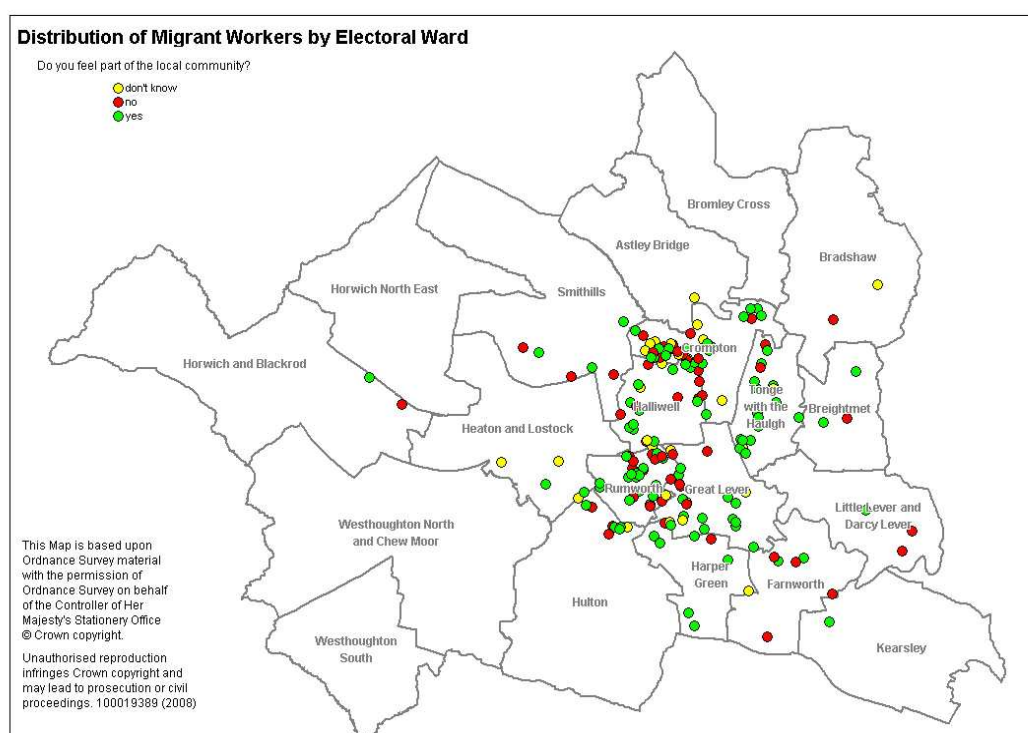 Distribution of Migrant Workers by Electoral Ward
Do you feel part of the local community?
don't know
no
yes
Bromley Cross
Astley Bridge
Bradshaw
Horwich North East
Smithills
Crompton
Horwich and Blackrod
Halliwell
Tonge
with the
Haulgh
Breightmet
Heaton and Lostock
Rumworth
Great Lever
Little Lever and
Darcy Lever
Westhoughton North
and Chew Moor
Harper
Green
Farnworth
Hulton
Westhoughton
South
Kearsley
This Map is based upon
Ordnance Survey material
with the permission of
Ordnance Survey on behalf
of the Controller of Her
Majesty's Stationery Office
© Crown copyright.
Unauthorised reproduction
infringes Crown copyright and
may lead to prosecution or civil
proceedings. 100019389 (2008)